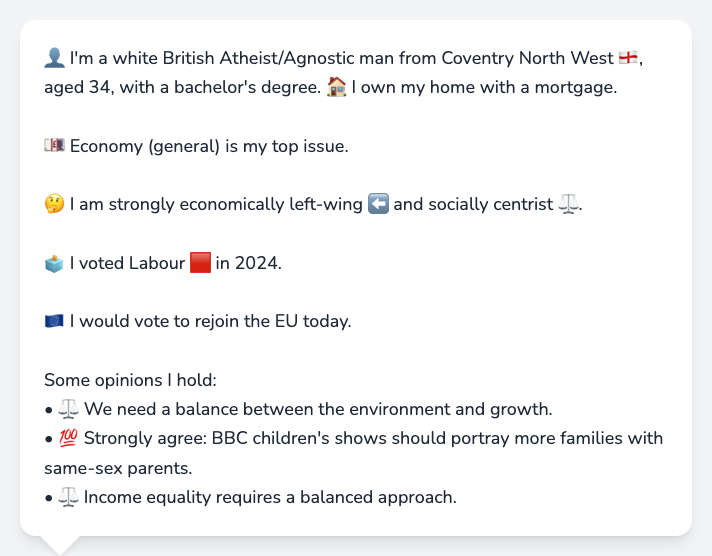 👤 I'm a white British Atheist/Agnostic man from Coventry North West 🏴󠁧󠁢󠁥󠁮󠁧󠁿,
aged 34, with a bachelor's degree. 🏠 I own my home with a mortgage.
💷 Economy (general) is my top issue.
🤔 I am strongly economically left-wing ⬅️ and socially centrist ⚖️.
🗳️ I voted Labour 🟥 in 2024.
🇪🇺 I would vote to rejoin the EU today.
Some opinions I hold:
• ⚖️ We need a balance between the environment and growth.
• 💯 Strongly agree: BBC children's shows should portray more families with
same-sex parents.
• ⚖️ Income equality requires a balanced approach.